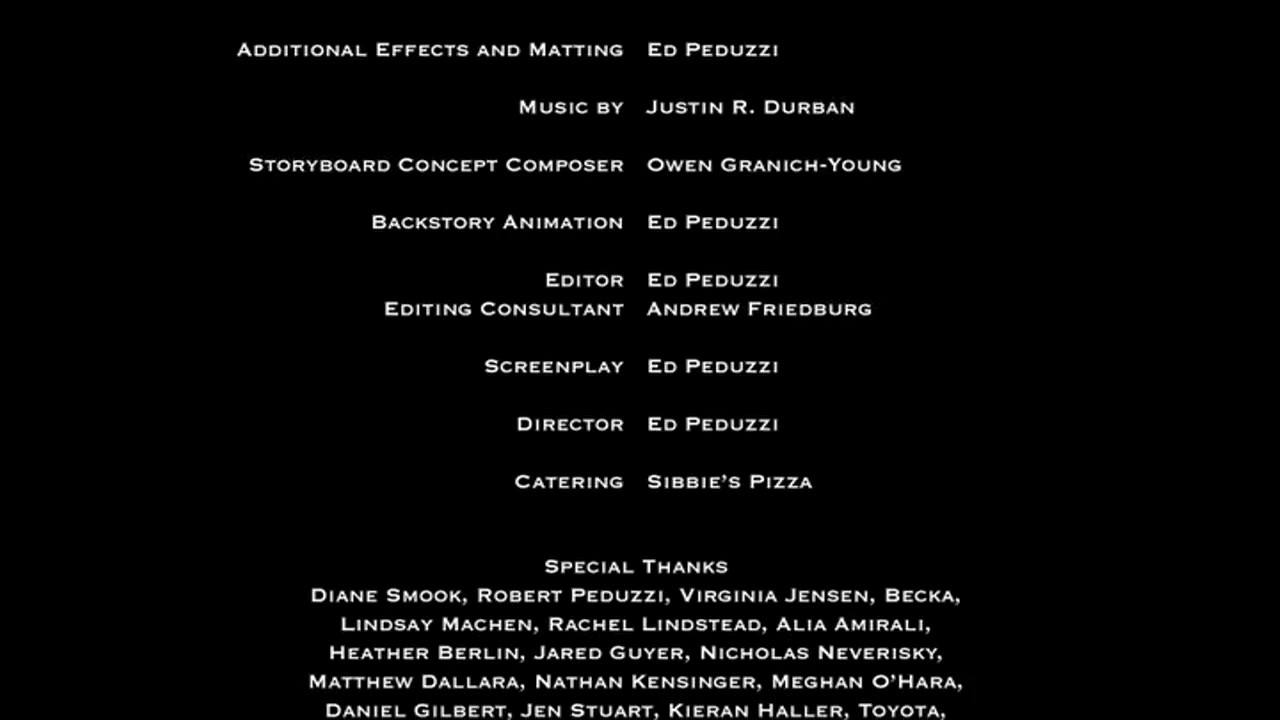 Additional Effects and Matting Ed Peduzzi
Music by Justin R. Durban
Storyboard Concept Composer Owen Granich-Young
Backstory Animation Ed Peduzzi
Editor Ed Peduzzi
Editing Consultant Andrew Friedburg
Screenplay Ed Peduzzi
Director Ed Peduzzi
Catering Sibbie's Pizza
Special Thanks
Diane Smook, Robert Peduzzi, Virginia Jensen, Becka,
Lindsay Machen, Rachel Lindstead, Alia Amirali,
Heather Berlin, Jared Guyer, Nicholas Neverisky,
Matthew Dallara, Nathan Kensinger, Meghan O'Hara,
Daniel Gilbert, Jen Stuart, Kieran Haller, Toyota,